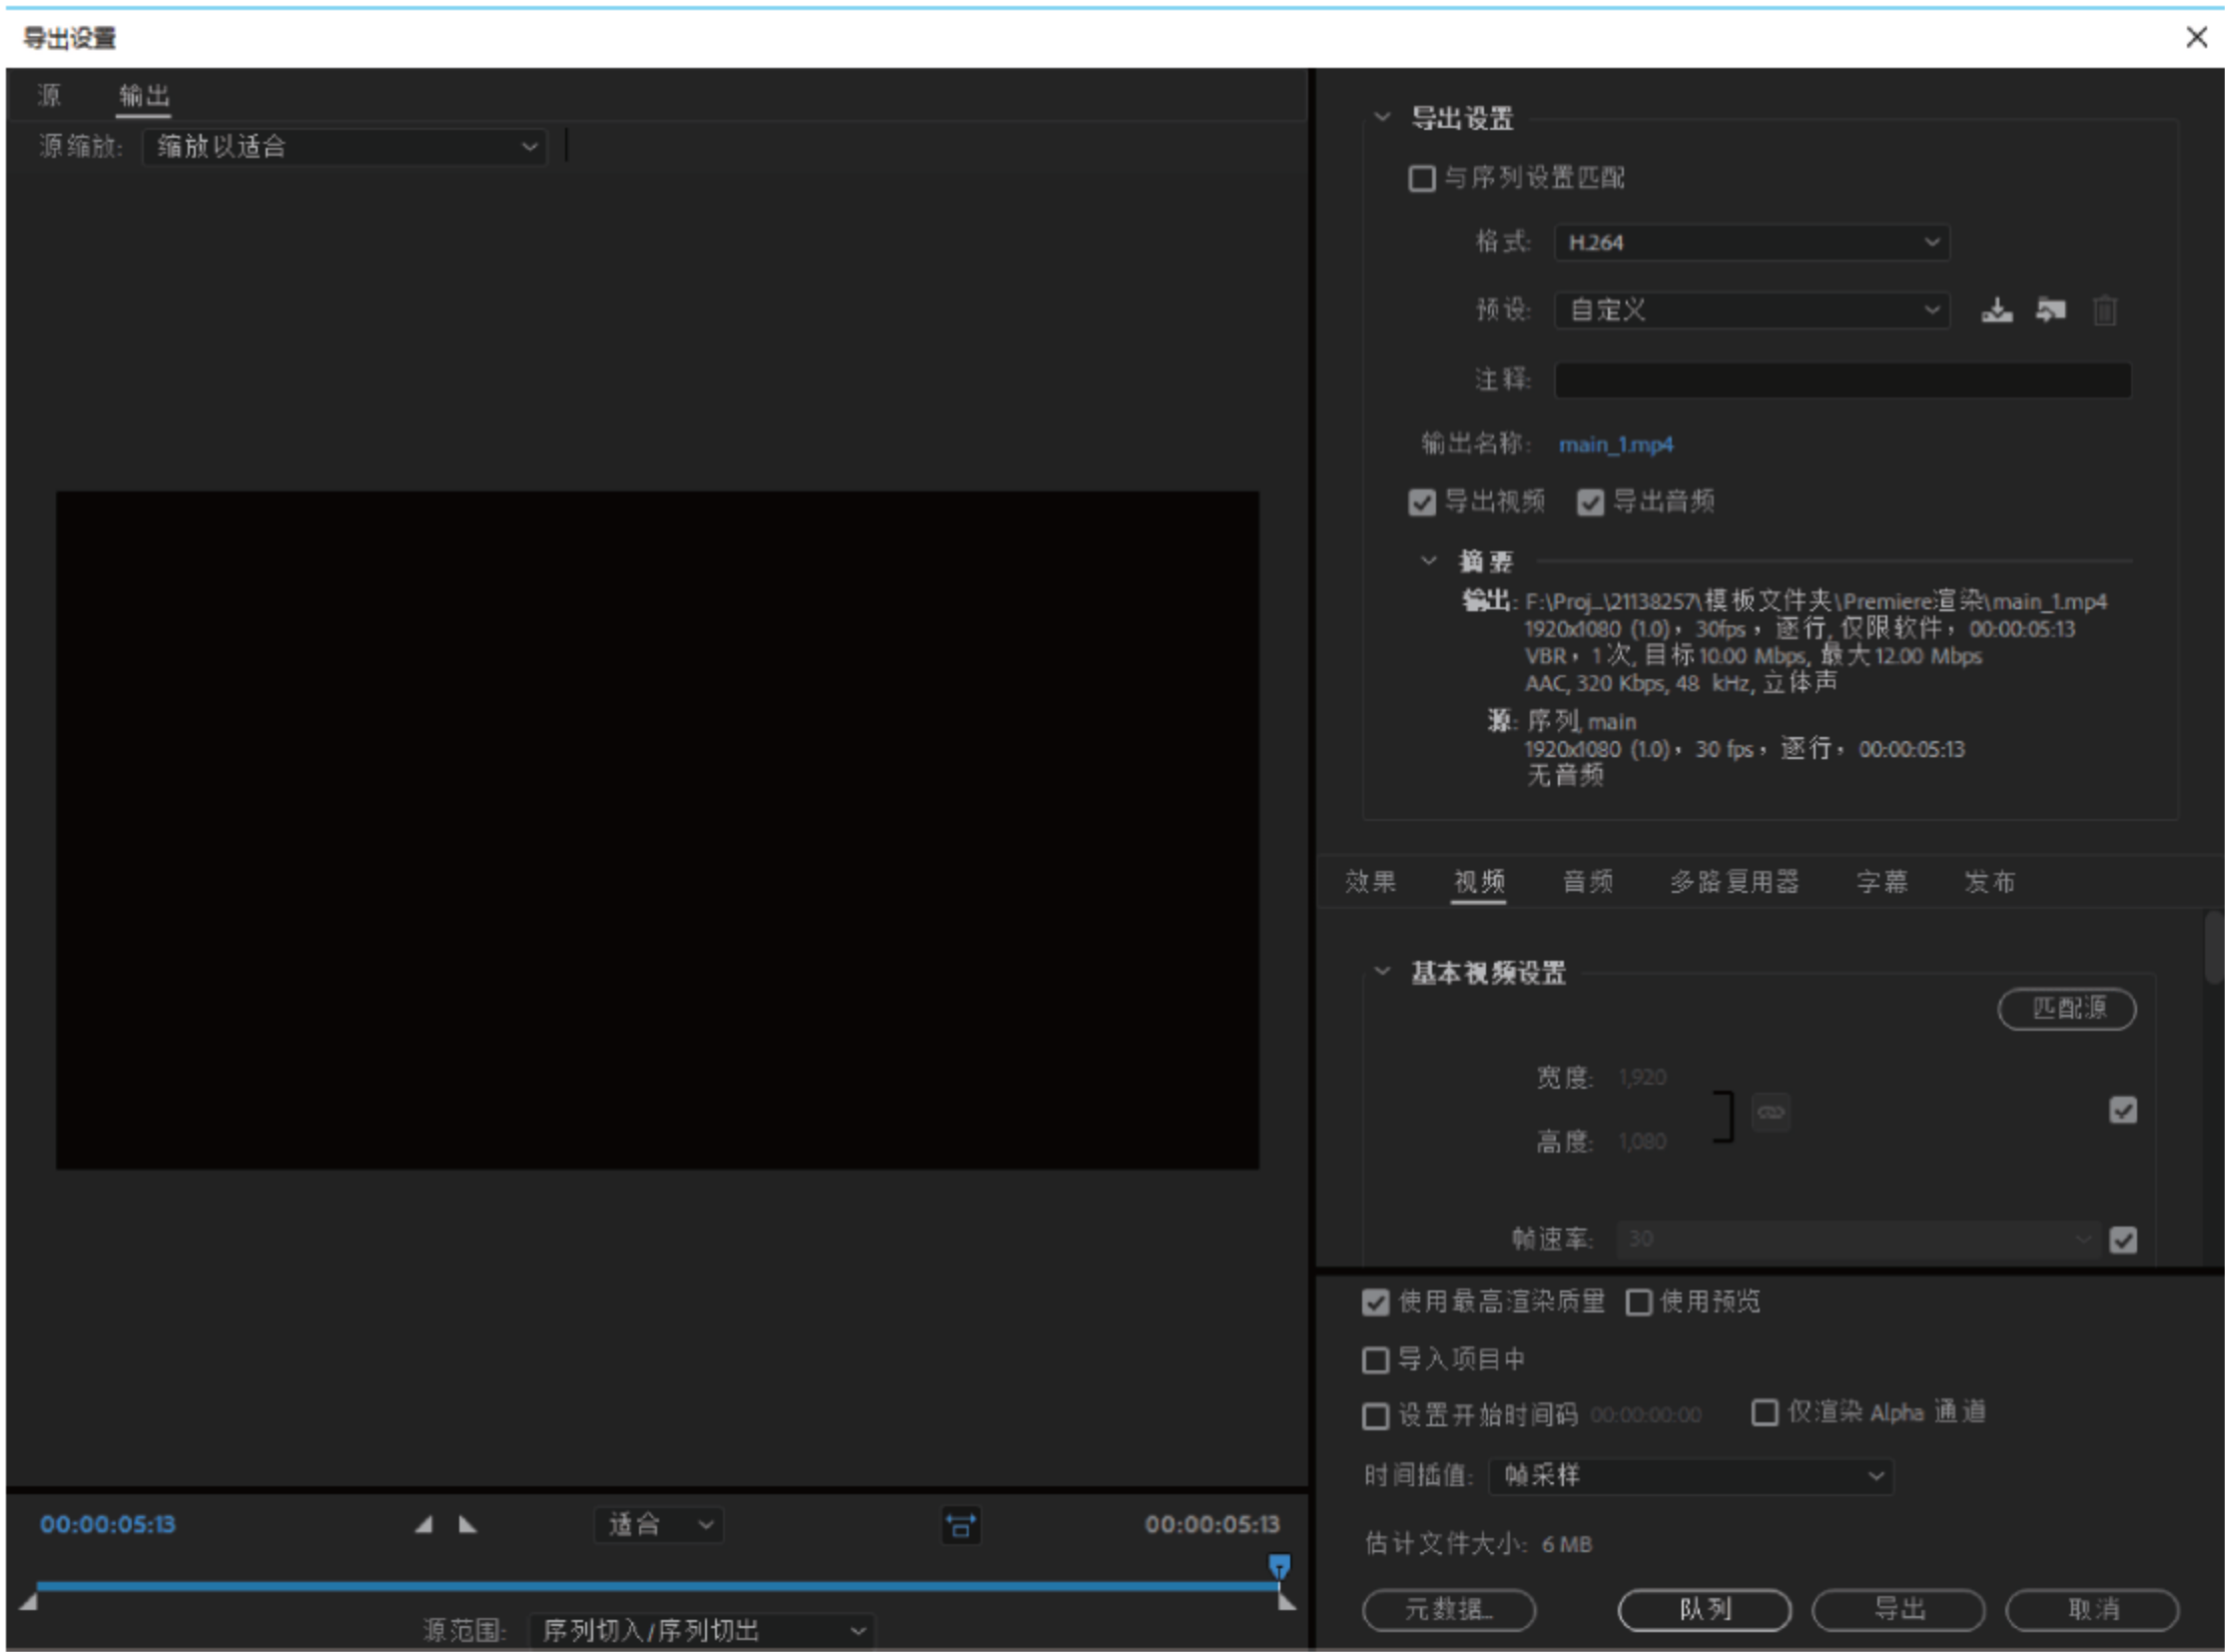 导出设置
源 输出
源缩放: 缩放以适合
导出设置
与序列设置匹配
格式: H.264
预设: 自定义
注释:
输出名称: main_1.mp4
导出视频 导出音频
摘要
输出: F:\Proj_\21138257\模板文件夹\Premiere渲染\main_1.mp4
1920x1080 (1.0), 30fps, 逐行, 仅限软件, 00:00:05:13
VBR, 1 次, 目标 10.00 Mbps, 最大 12.00 Mbps
AAC, 320 Kbps, 48 kHz, 立体声
源: 序列, main
1920x1080 (1.0), 30 fps, 逐行, 00:00:05:13
无音频
效果 视频 音频 多路复用器 字幕 发布
基本视频设置
匹配源
宽度: 1,920
高度: 1,080
帧速率: 30
使用最高渲染质量 使用预览
导入项目中
设置开始时间码 00:00:00:00 仅渲染 Alpha 通道
时间插值: 帧采样
估计文件大小: 6 MB
元数据... 队列 导出 取消
00:00:05:13 适合 00:00:05:13
源范围: 序列切入/序列切出